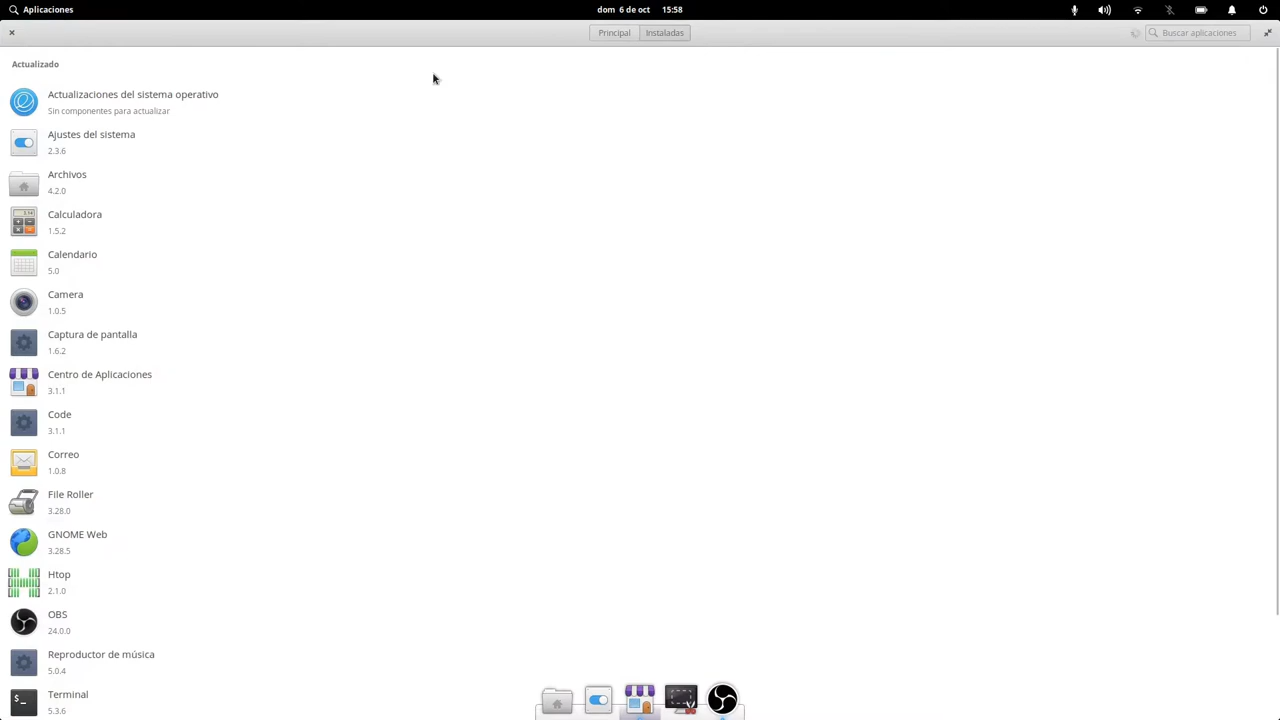 Aplicaciones
dom 6 de oct 15:58
Principal
Instaladas
Buscar aplicaciones
Actualizado
Actualizaciones del sistema operativo
Sin componentes para actualizar
Ajustes del sistema
2.3.6
Archivos
4.2.0
Calculadora
1.5.2
Calendario
5.0
Camera
1.0.5
Captura de pantalla
1.6.2
Centro de Aplicaciones
3.1.1
Code
3.1.1
Correo
1.0.8
File Roller
3.28.0
GNOME Web
3.28.5
Htop
2.1.0
OBS
24.0.0
Reproductor de música
5.0.4
Terminal
5.3.6